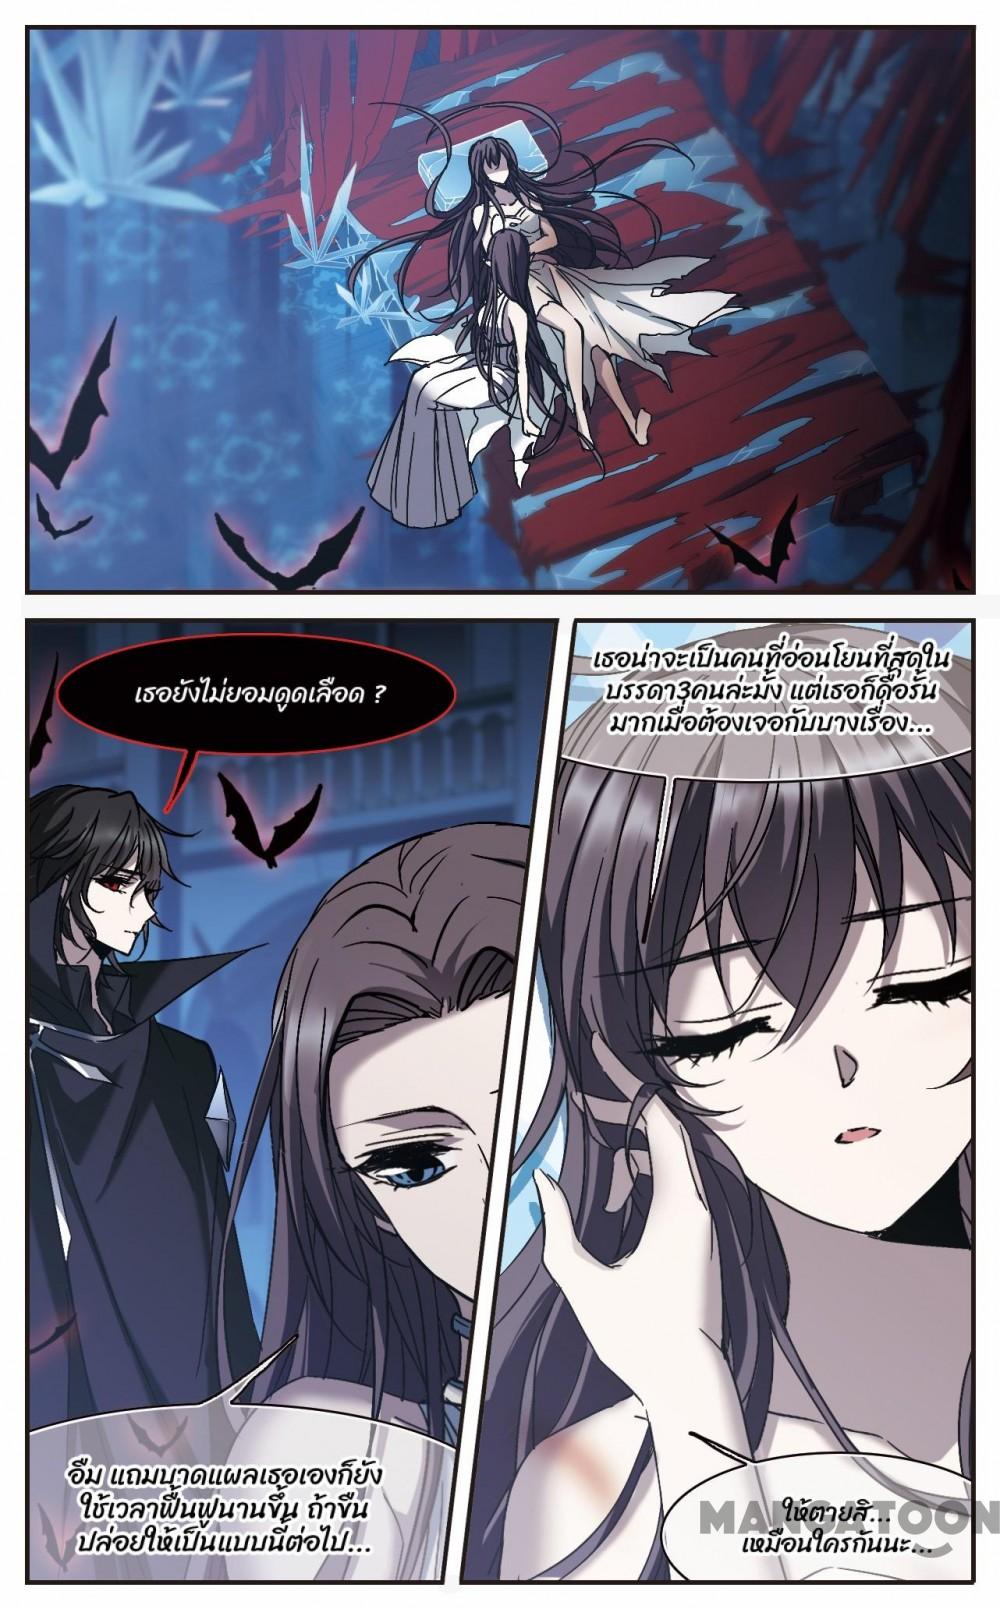 เธอยังไม่ยอมดูดเลือด ?
เธอน่าจะเป็นคนที่อ่อนโยนที่สุดใน
บรรดา3คนล่ะมั้ง แต่เธอก็ดื้อรั้น
มากเมื่อต้องเจอกับบางเรื่อง...
อืม แถมบาดแผลเธอเองก็ยัง
ใช้เวลาฟื้นฟูนานขึ้น ถ้าขืน
ปล่อยให้เป็นแบบนี้ต่อไป...
ให้ตายสิ...
เหมือนใครกันนะ...
MANGATOON